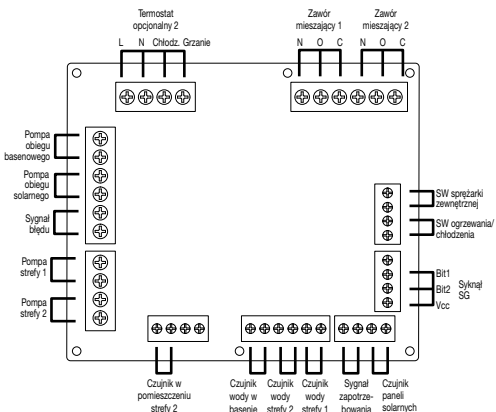 Termostat
opcjonalny 2
L N Chłodz. Grzanie
Zawór
mieszający 1
N O C
Zawór
mieszający 2
N O C
Pompa
obiegu
basenowego
Pompa
obiegu
solarnego
Sygnał
błędu
Pompa
strefy 1
Pompa
strefy 2
SW sprężarki
zewnętrznej
SW ogrzewania/
chłodzenia
Bit1
Bit2
Vcc
Syknął
SG
Czujnik w
pomieszczeniu
strefy 2
Czujnik
wody w
basenie
Czujnik
wody
strefy 2
Czujnik
wody
strefy 1
Sygnał
zapotrze-
bowania
Czujnik
paneli
solarnych